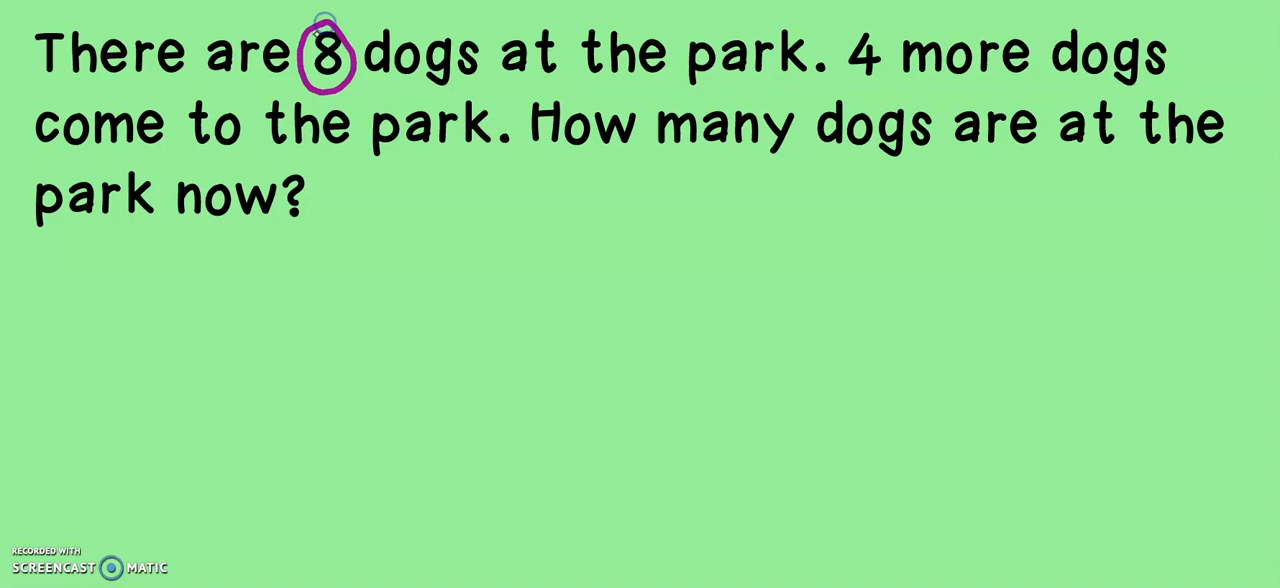 There are 8 dogs at the park. 4 more dogs
come to the park. How many dogs are at the
park now?
RECORDED WITH
SCREENCAST MATIC